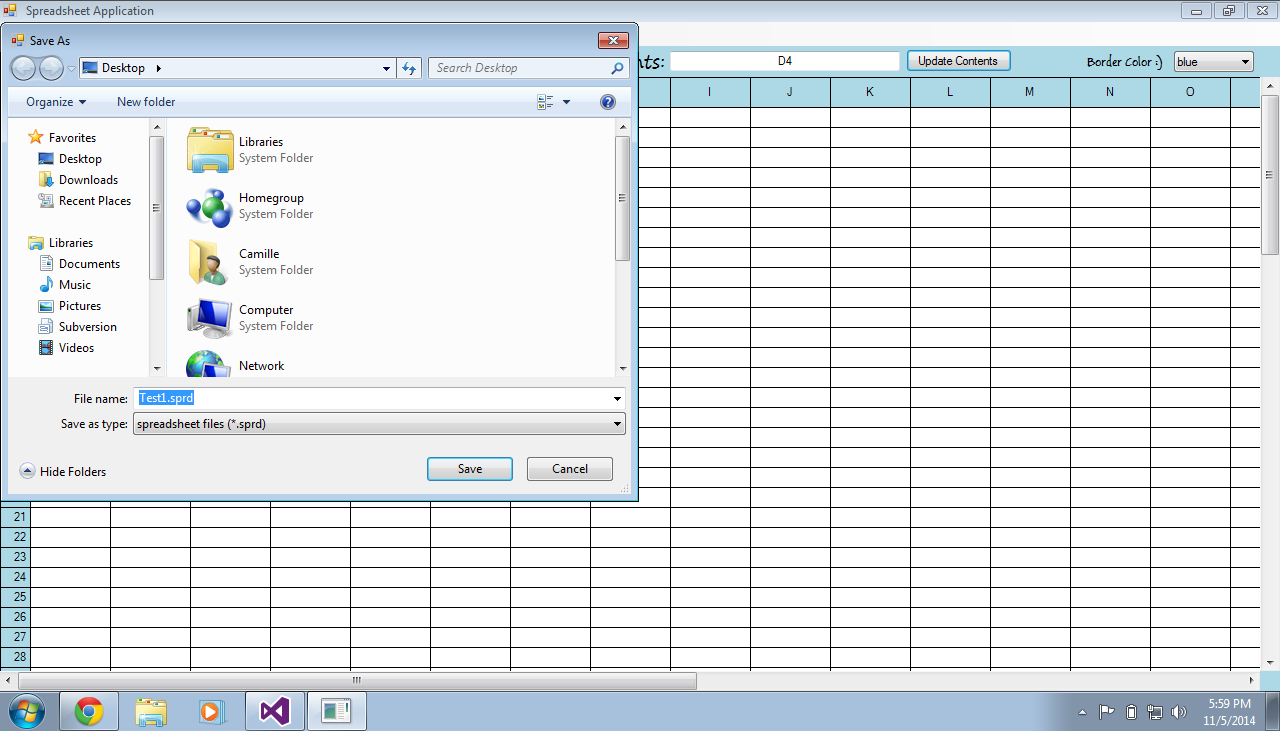 Spreadsheet Application
Save As
Desktop
Search Desktop
nts:
D4
Update Contents
Border Color :)
blue
Organize
New folder
I J K L M N O
Favorites
Desktop
Downloads
Recent Places
Libraries
Documents
Music
Pictures
Subversion
Videos
Libraries
System Folder
Homegroup
System Folder
Camille
System Folder
Computer
System Folder
Network
File name: Test1.sprd
Save as type: spreadsheet files (*.sprd)
Hide Folders
Save
Cancel
21
22
23
24
25
26
27
28
5:59 PM
11/5/2014